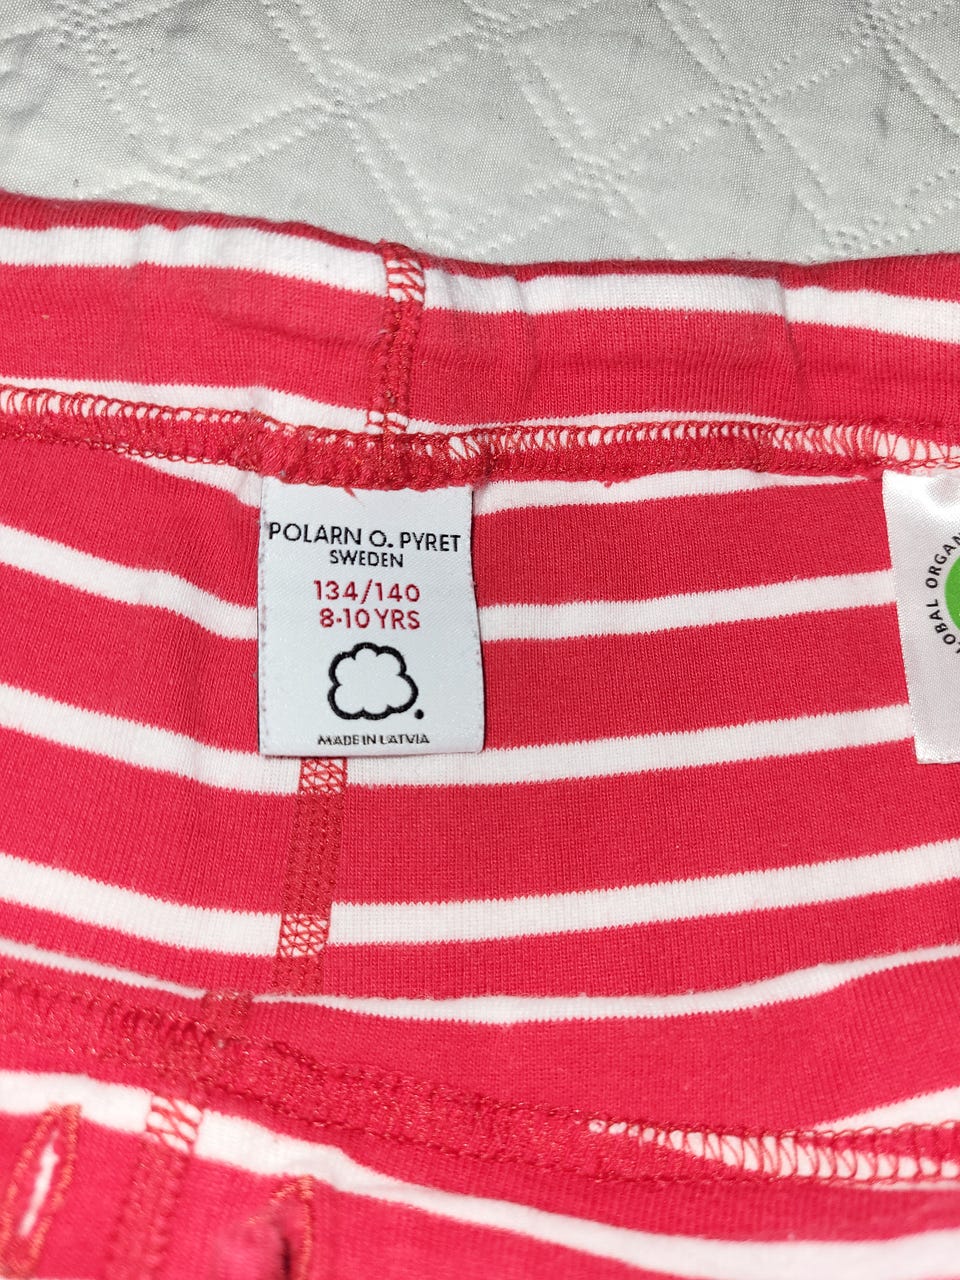 POLARN O. PYRET
SWEDEN
134/140
8-10 YRS
MADE IN LATVIA